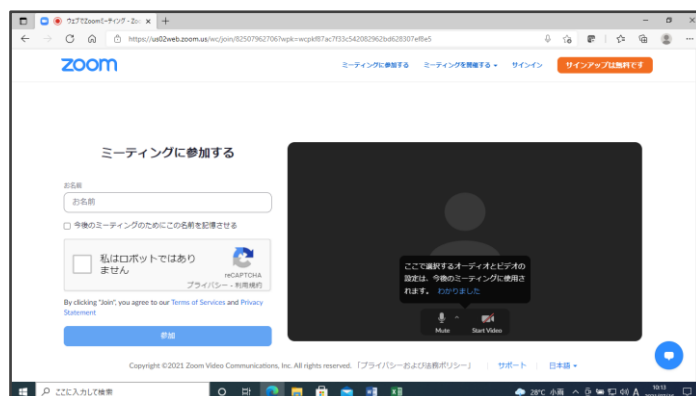 ウェブでZoomミーティング - Zoo
https://us02web.zoom.us/wc/join/82507962706?wpk=wcpkf87ac7f33c542082962bd628307ef8e5
zoom
ミーティングに参加する
ミーティングを開催する
サインイン
サインアップは無料です
ミーティングに参加する
お名前
お名前
今後のミーティングのためにこの名前を記憶させる
私はロボットではあり
ません
reCAPTCHA
プライバシー - 利用規約
By clicking "Join", you agree to our Terms of Services and Privacy
Statement
参加
ここで選択するオーディオとビデオの
設定は、今後のミーティングに使用さ
れます。 わかりました
Mute
Start Video
Copyright ©2021 Zoom Video Communications, Inc. All rights reserved. 「プライバシーおよび法務ポリシー」
サポート
日本語
ここに入力して検索
28°C 小雨
A
10:13